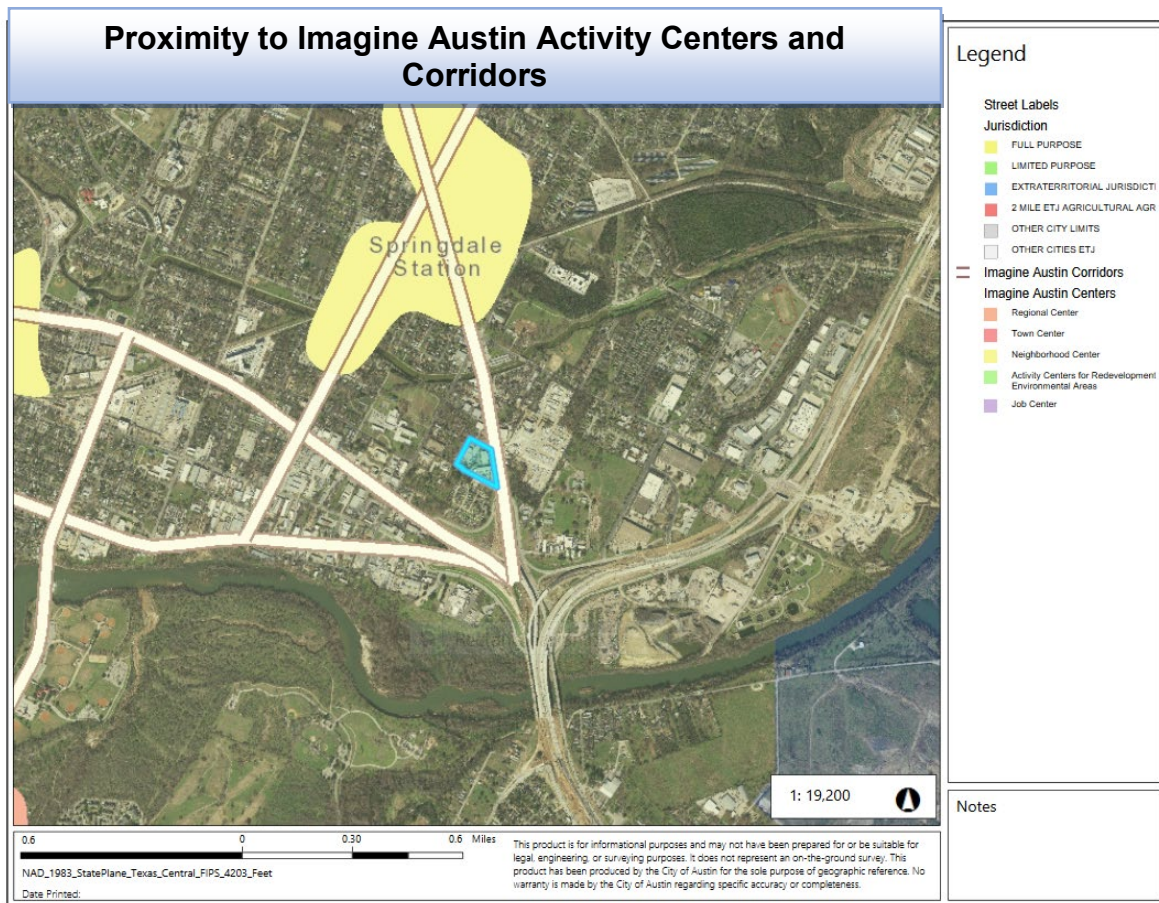 Proximity to Imagine Austin Activity Centers and
Corridors
Springdale
Station
1: 19,200
Legend
Street Labels
Jurisdiction
FULL PURPOSE
LIMITED PURPOSE
EXTRATERRITORIAL JURISDICTI
2 MILE ETJ AGRICULTURAL AGR
OTHER CITY LIMITS
OTHER CITIES ETJ
Imagine Austin Corridors
Imagine Austin Centers
Regional Center
Town Center
Neighborhood Center
Activity Centers for Redevelopment
Environmental Areas
Job Center
Notes
0.6 0 0.30 0.6 Miles
NAD_1983_StatePlane_Texas_Central_FIPS_4203_Feet
Date Printed:
This product is for informational purposes and may not have been prepared for or be suitable for
legal, engineering, or surveying purposes. It does not represent an on-the-ground survey. This
product has been produced by the City of Austin for the sole purpose of geographic reference. No
warranty is made by the City of Austin regarding specific accuracy or completeness.